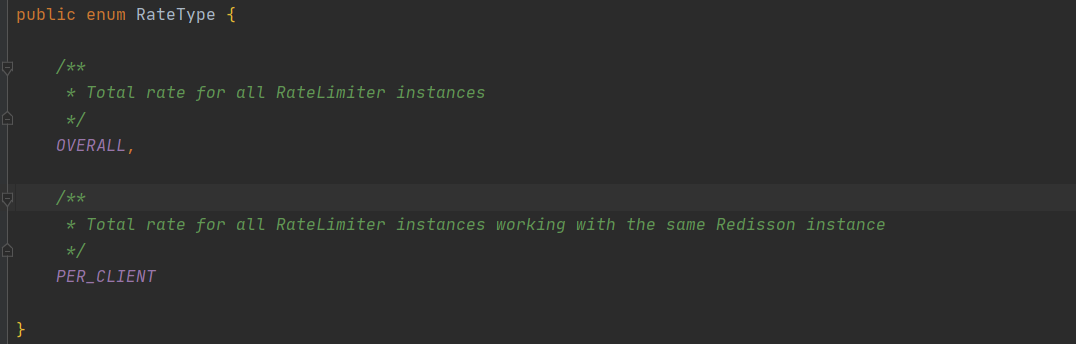 public enum RateType {
/**
* Total rate for all RateLimiter instances
*/
OVERALL,
/**
* Total rate for all RateLimiter instances working with the same Redisson instance
*/
PER_CLIENT
}